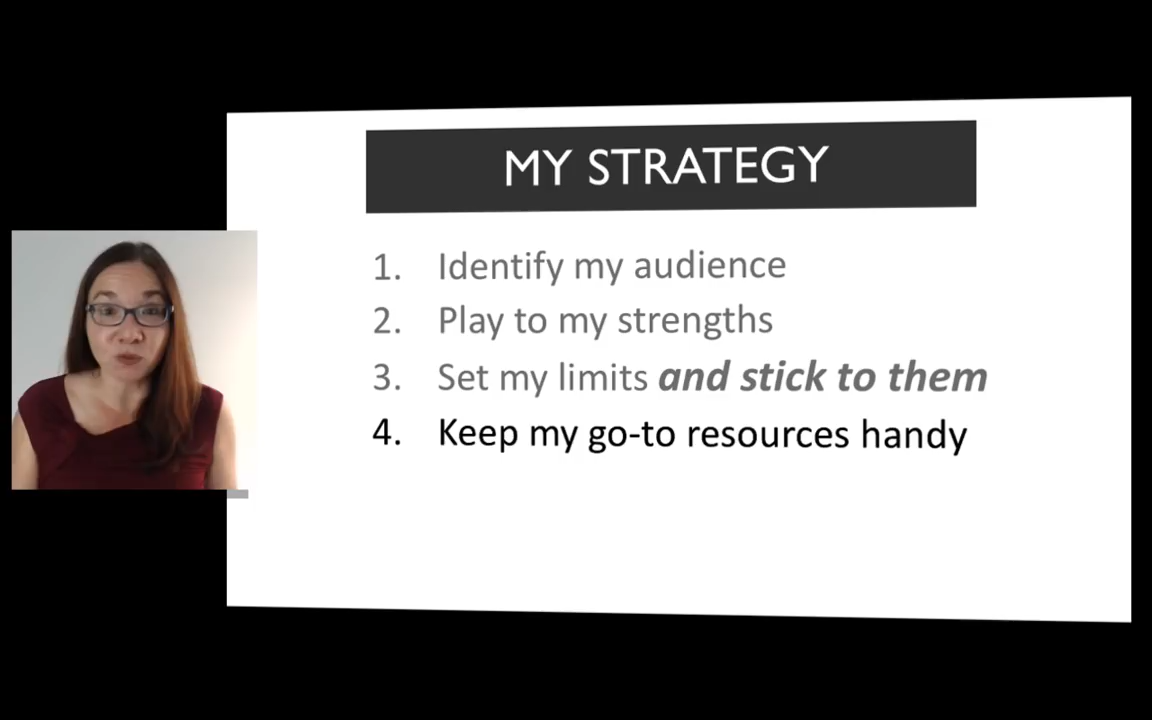 MY STRATEGY
1. Identify my audience
2. Play to my strengths
3. Set my limits and stick to them
4. Keep my go-to resources handy